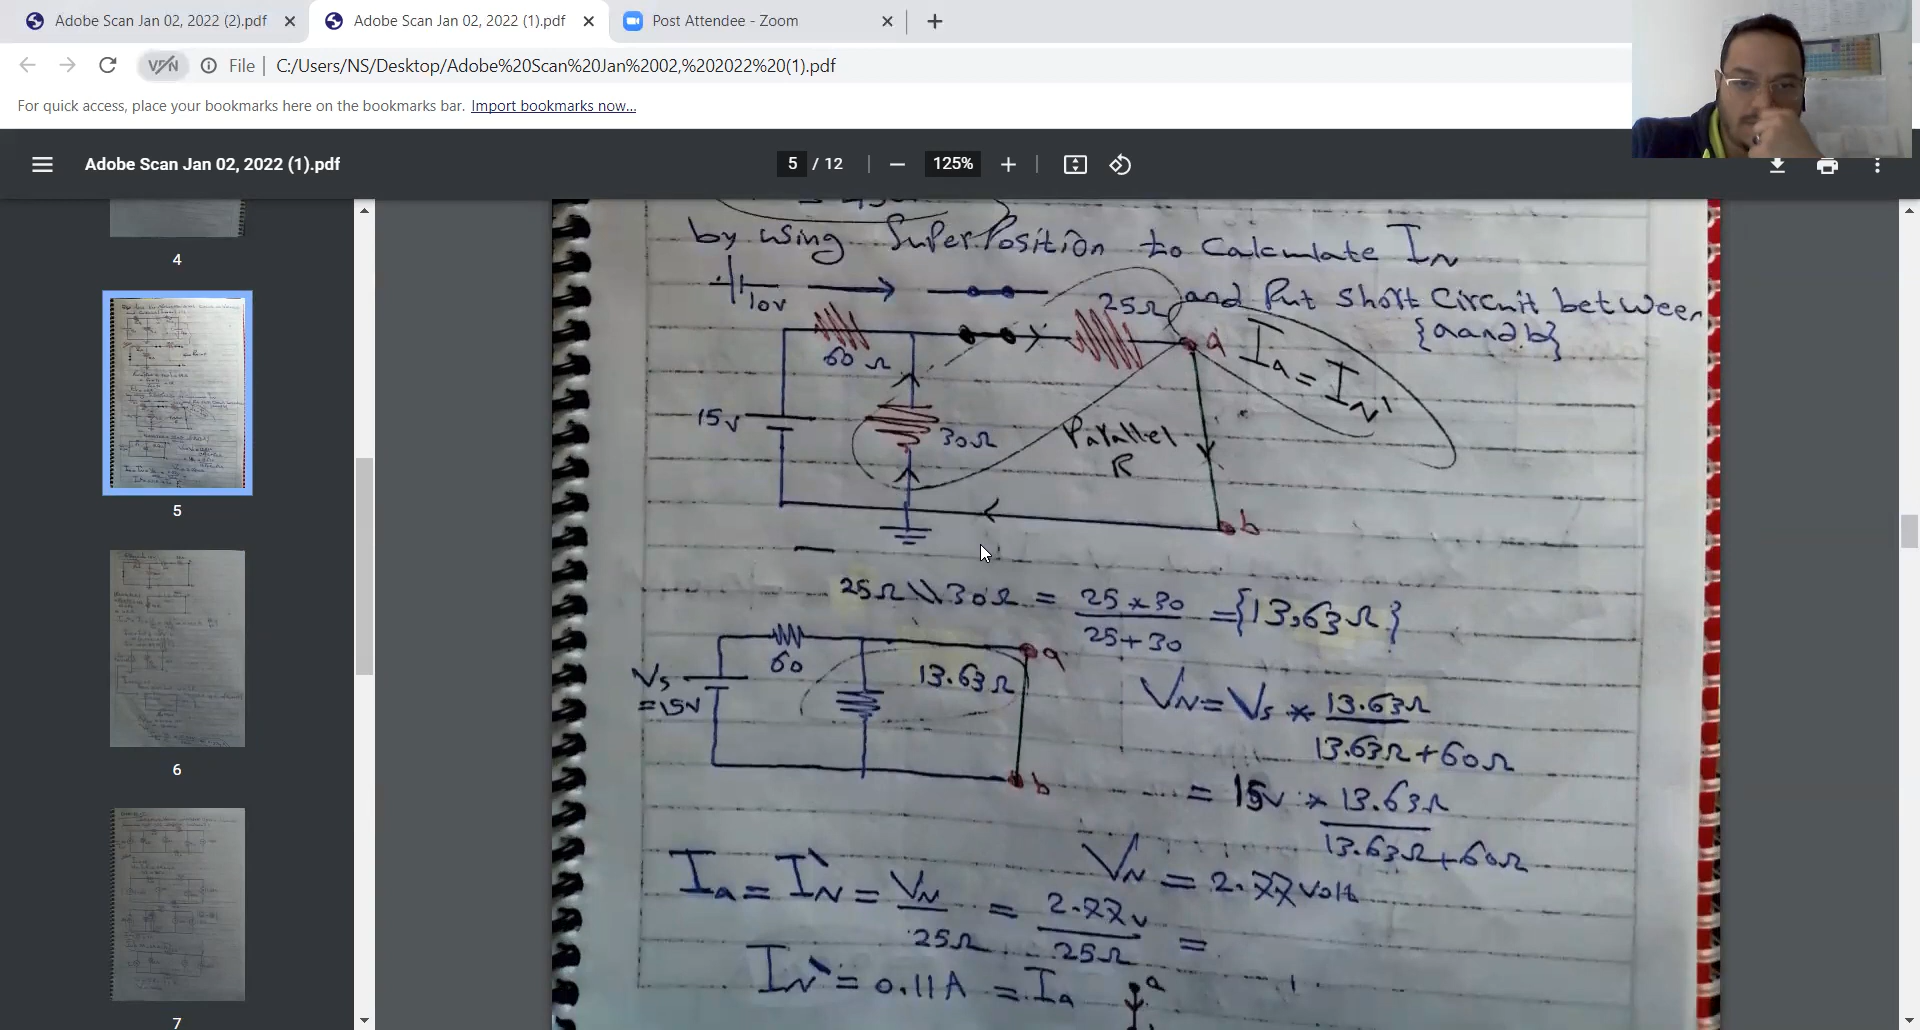 Adobe Scan Jan 02, 2022 (2).pdf
Adobe Scan Jan 02, 2022 (1).pdf
Post Attendee - Zoom
VPN
File
C:/Users/NS/Desktop/Adobe%20Scan%20Jan%2002,%202022%20(1).pdf
For quick access, place your bookmarks here on the bookmarks bar. Import bookmarks now...
Adobe Scan Jan 02, 2022 (1).pdf
5 / 12
125%
4
5
6
7
by using SuperPosition to Calculate IN
10v
and Put Short Circuit between
{a and b}
25Ω
60Ω
a
Ia = IN'
15v
30Ω
Parallel
R
b
25Ω \\ 30Ω = 25 * 30 / 25 + 30 = {13,63Ω}
60
a
Vs
= 15V
13.63Ω
b
VN = Vs * 13.63Ω / 13.63Ω + 60Ω
= 15v * 13.63Ω / 13.63Ω + 60Ω
VN = 2.77 volt
Ia = I'N = VN / 25Ω = 2.77v / 25Ω =
IN' = 0.11A = Ia
a